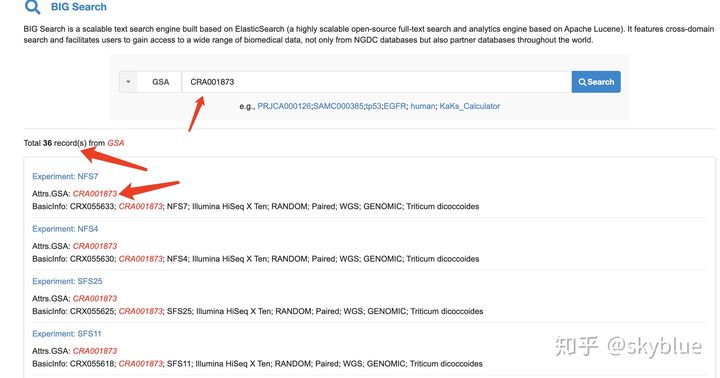 BIG Search
BIG Search is a scalable text search engine built based on ElasticSearch (a highly scalable open-source full-text search and analytics engine based on Apache Lucene). It features cross-domain
search and facilitates users to gain access to a wide range of biomedical data, not only from NGDC databases but also partner databases throughout the world.
GSA CRA001873 Search
e.g., PRJCA000126;SAMC000385;tp53;EGFR; human; KaKs_Calculator
Total 36 record(s) from GSA
Experiment: NFS7
Attrs.GSA: CRA001873
BasicInfo: CRX055633; CRA001873; NFS7; Illumina HiSeq X Ten; RANDOM; Paired; WGS; GENOMIC; Triticum dicoccoides
Experiment: NFS4
Attrs.GSA: CRA001873
BasicInfo: CRX055630; CRA001873; NFS4; Illumina HiSeq X Ten; RANDOM; Paired; WGS; GENOMIC; Triticum dicoccoides
Experiment: SFS25
Attrs.GSA: CRA001873
BasicInfo: CRX055625; CRA001873; SFS25; Illumina HiSeq X Ten; RANDOM; Paired; WGS; GENOMIC; Triticum dicoccoides
Experiment: SFS11
Attrs.GSA: CRA001873
BasicInfo: CRX055618; CRA001873; SFS11; Illumina HiSeq X Ten; RANDOM; Paired; WGS; GENOMIC; Triticum dicoccoides
知乎 @skyblue